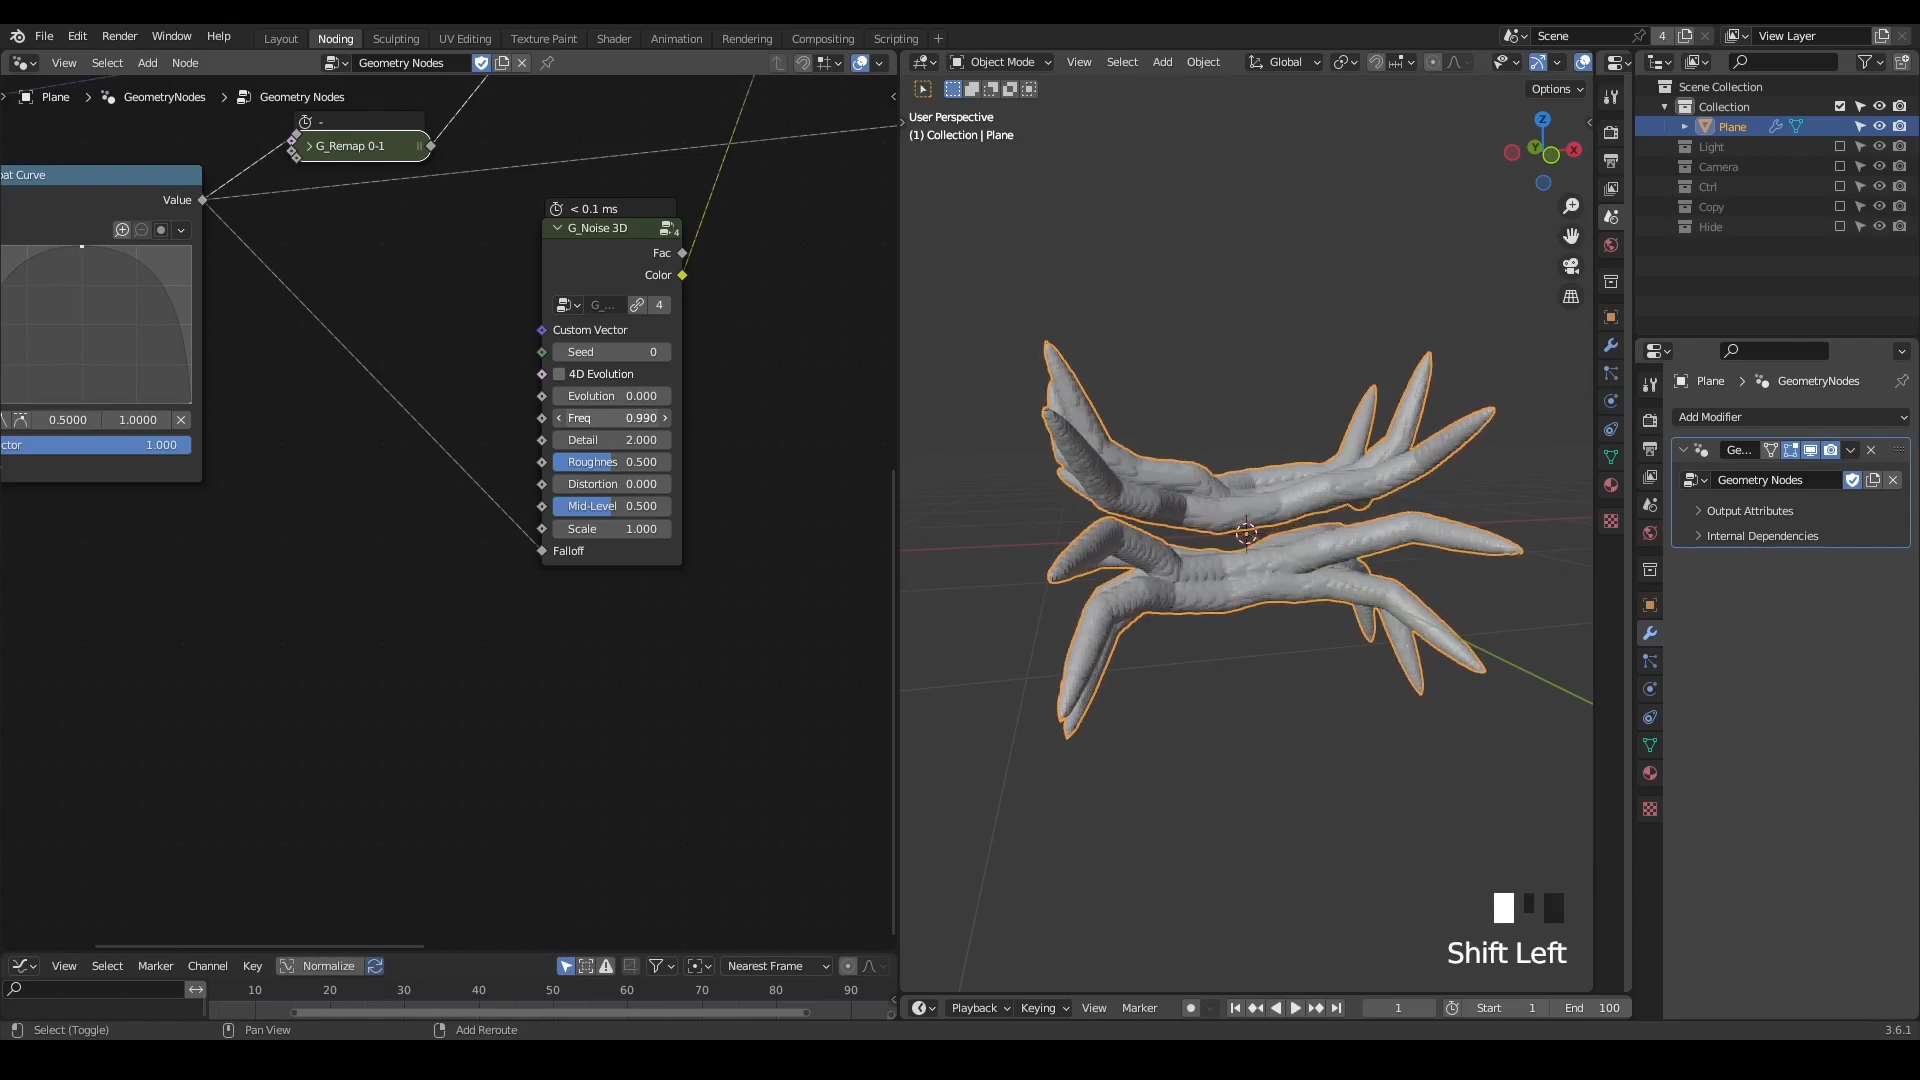 File Edit Render Window Help Layout Noding Sculpting UV Editing Texture Paint Shader Animation Rendering Compositing Scripting + Scene 4 View Layer
View Select Add Node Geometry Nodes
Object Mode View Select Add Object Global
Plane > GeometryNodes > Geometry Nodes
Options
-
G_Remap 0-1
oat Curve
Value
0.5000 1.0000
ctor 1.000
< 0.1 ms
G_Noise 3D
4
Fac
Color
G_... 4
Custom Vector
Seed 0
4D Evolution
Evolution 0.000
Freq 0.990
Detail 2.000
Roughnes 0.500
Distortion 0.000
Mid-Level 0.500
Scale 1.000
Falloff
User Perspective
(1) Collection | Plane
Z
Y
X
Shift Left
Scene Collection
Collection
Plane
Light
Camera
Ctrl
Copy
Hide
Plane > GeometryNodes
Add Modifier
Ge...
Geometry Nodes
Output Attributes
Internal Dependencies
View Select Marker Channel Key Normalize Nearest Frame
10 20 30 40 50 60 70 80 90
Playback Keying View Marker 1 Start 1 End 100
Select (Toggle) Pan View Add Reroute 3.6.1